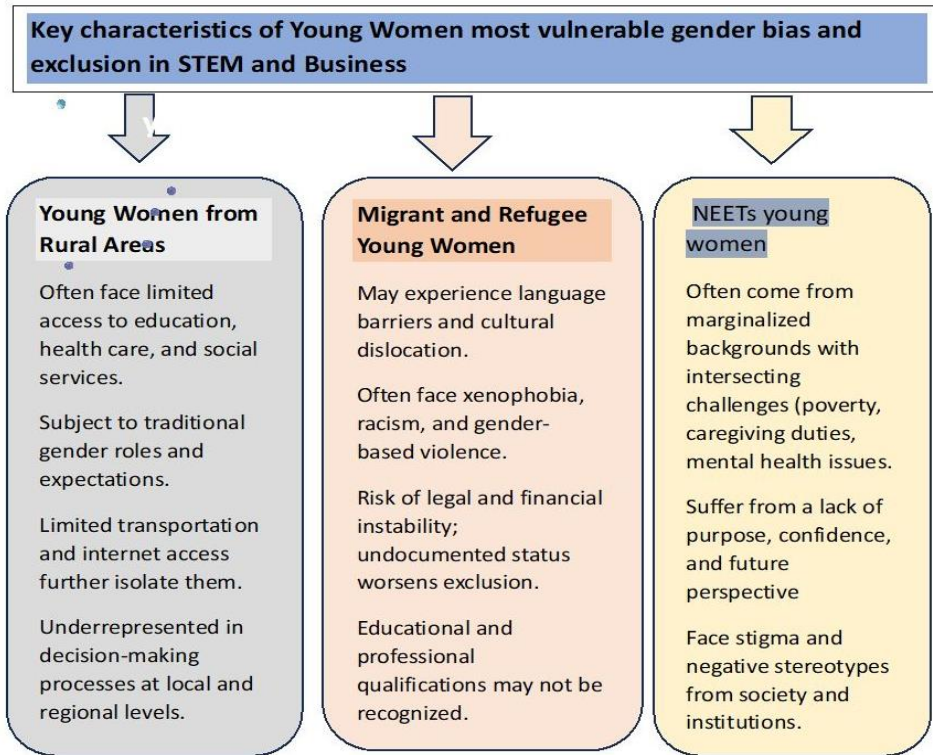 Key characteristics of Young Women most vulnerable gender bias and
exclusion in STEM and Business
Y
Young Women from
Rural Areas
Often face limited
access to education,
health care, and social
services.
Subject to traditional
gender roles and
expectations.
Limited transportation
and internet access
further isolate them.
Underrepresented in
decision-making
processes at local and
regional levels.
Migrant and Refugee
Young Women
May experience language
barriers and cultural
dislocation.
Often face xenophobia,
racism, and gender-
based violence.
Risk of legal and financial
instability;
undocumented status
worsens exclusion.
Educational and
professional
qualifications may not be
recognized.
NEETs young
women
Often come from
marginalized
backgrounds with
intersecting
challenges (poverty,
caregiving duties,
mental health issues.
Suffer from a lack of
purpose, confidence,
and future
perspective
Face stigma and
negative stereotypes
from society and
institutions.